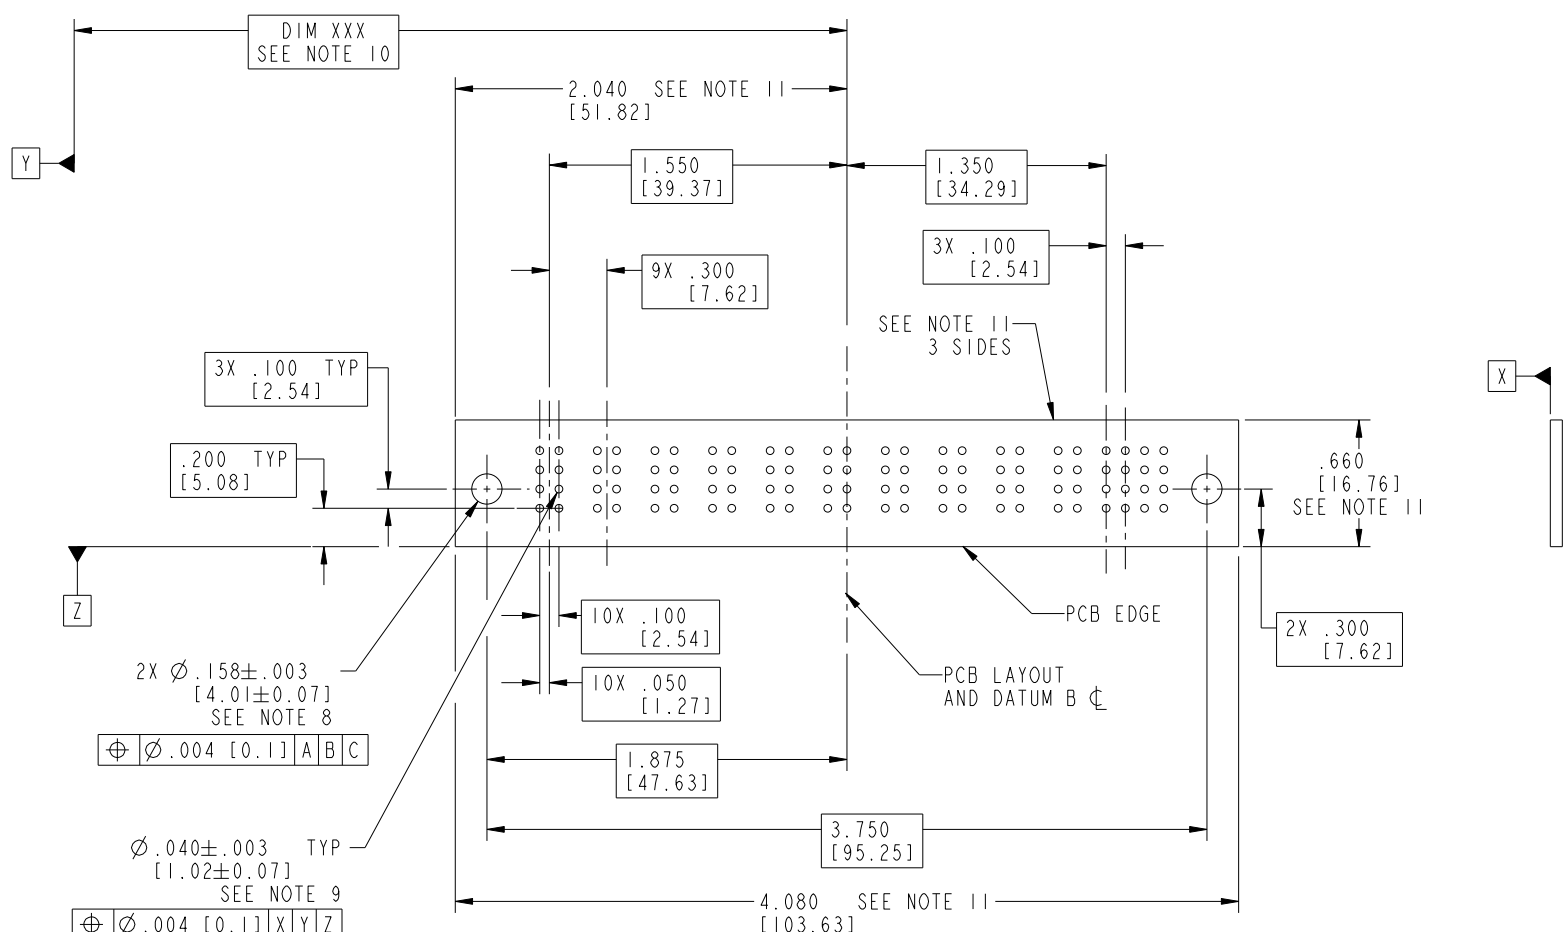 DIM XXX
SEE NOTE 10
2.040 SEE NOTE 11
[51.82]
Y
1.550
[39.37]
1.350
[34.29]
3X .100
[2.54]
9X .300
[7.62]
SEE NOTE 11
3 SIDES
3X .100 TYP
[2.54]
X
.200 TYP
[5.08]
.660
[16.76]
SEE NOTE 11
Z
10X .100
[2.54]
PCB EDGE
2X .300
[7.62]
2X Ø.158±.003
[4.01±0.07]
SEE NOTE 8
⌖ Ø.004 [0.1] A B C
10X .050
[1.27]
PCB LAYOUT
AND DATUM B ℄
1.875
[47.63]
3.750
[95.25]
Ø.040±.003 TYP
[1.02±0.07]
SEE NOTE 9
⌖ Ø.004 [0.1] X Y Z
4.080 SEE NOTE 11
[103.63]